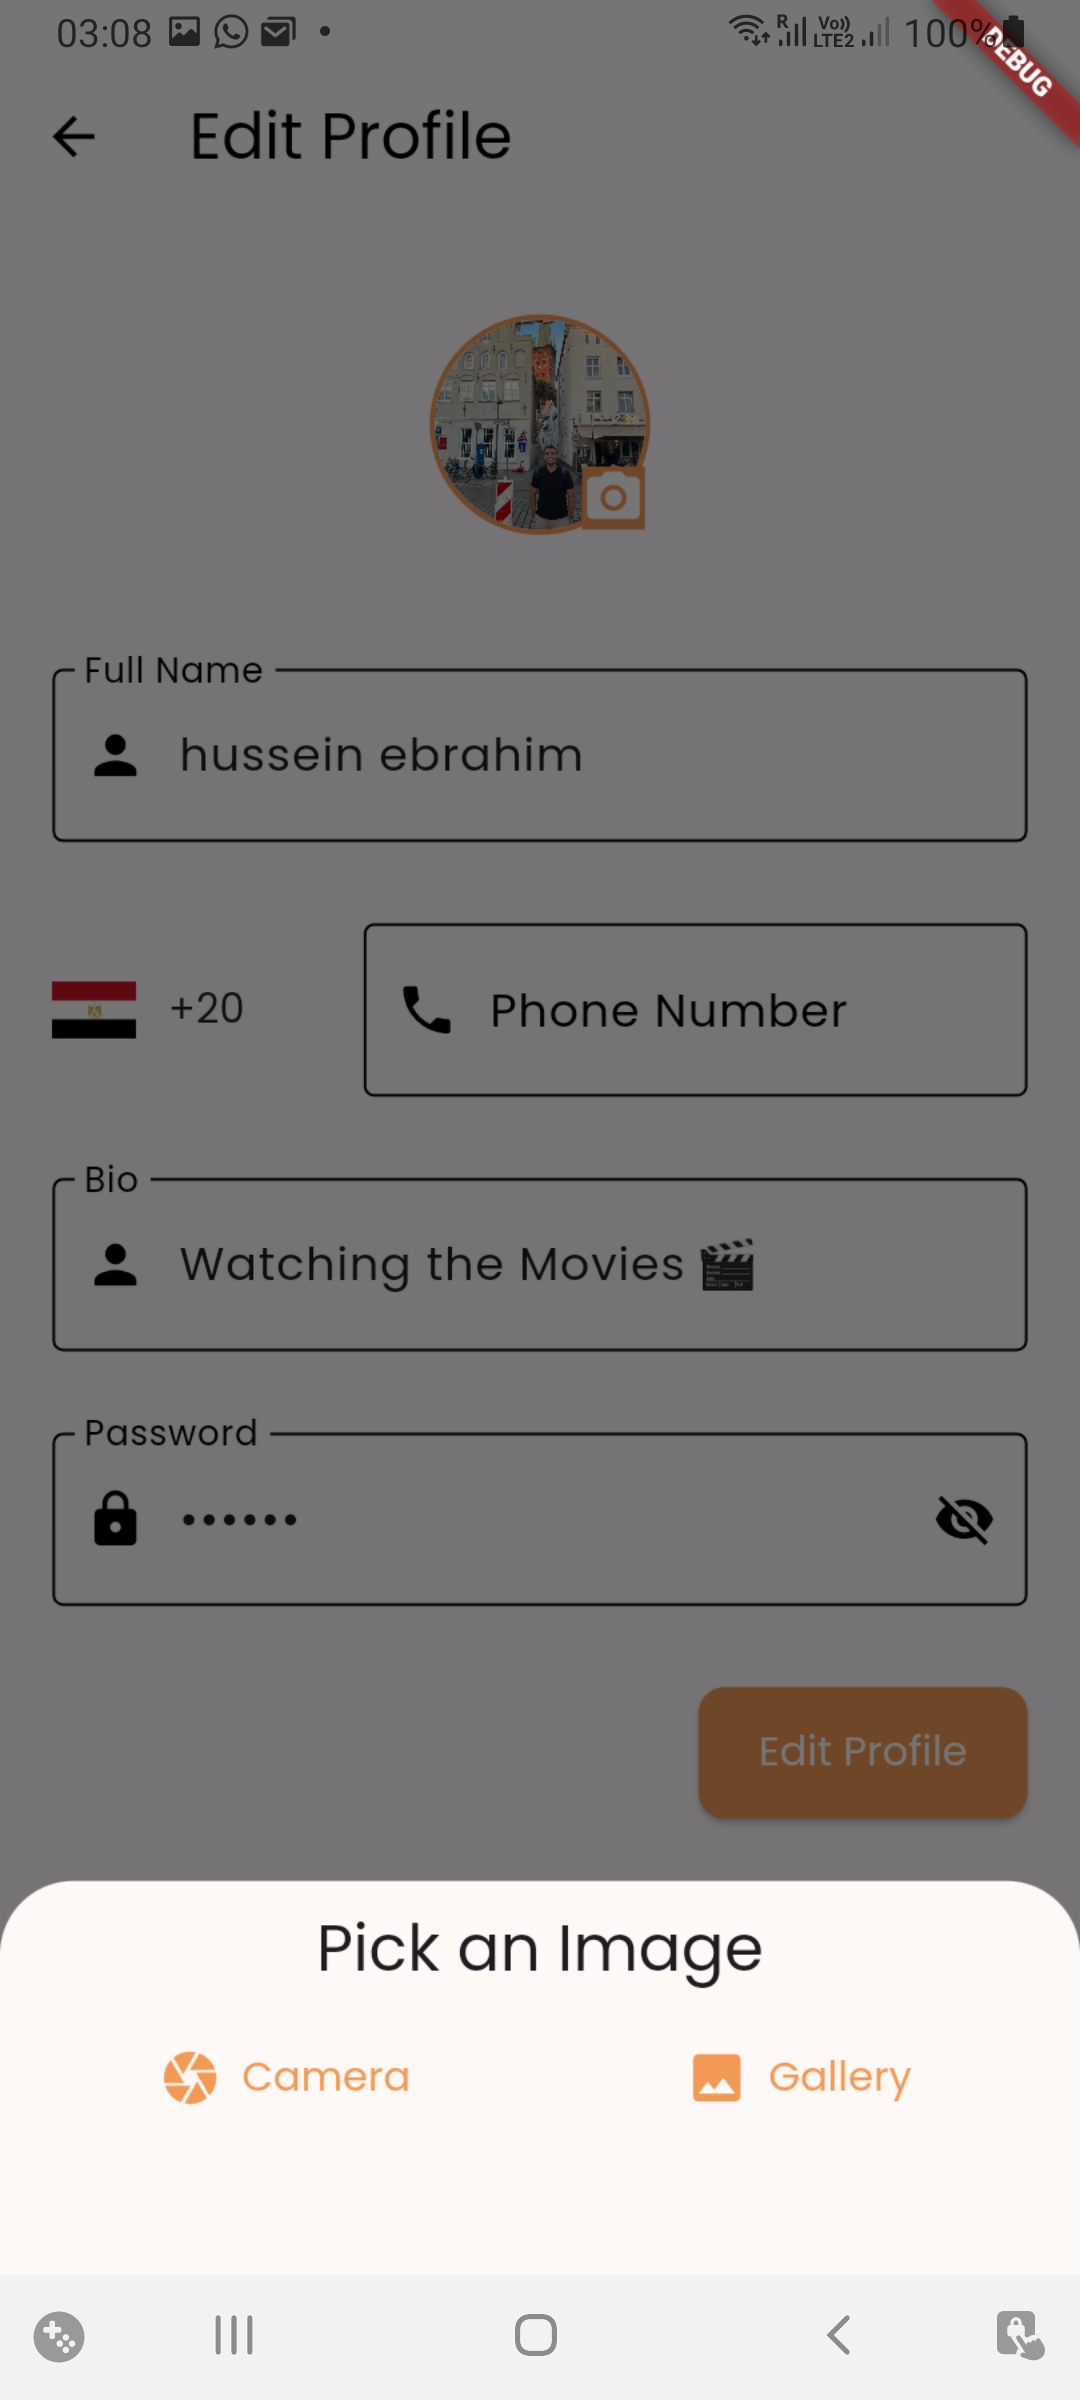 03:08 R Vo)) LTE2 100%
DEBUG
Edit Profile
Full Name
hussein ebrahim
+20 Phone Number
Bio
Watching the Movies 🎬
Password
••••••
Edit Profile
Pick an Image
Camera Gallery